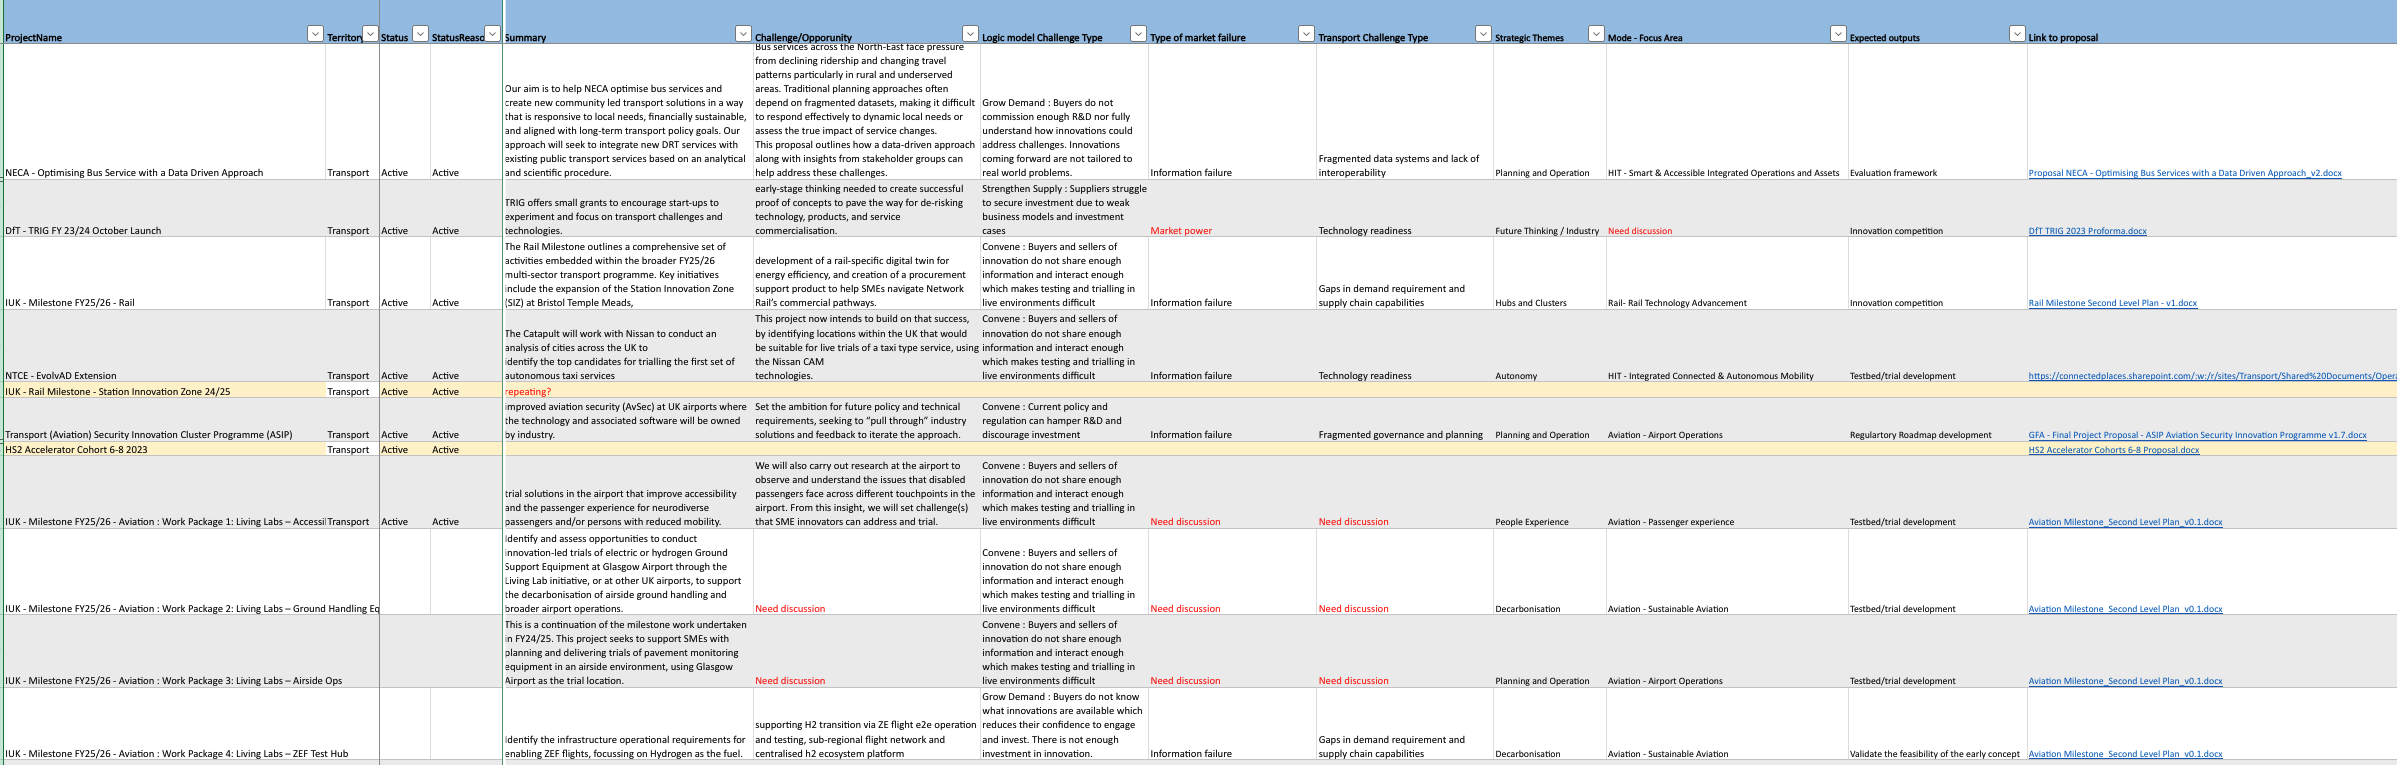 ProjectName Territory Status StatusReaso Summary Challenge/Opporunity Logic model Challenge Type Type of market failure Transport Challenge Type Strategic Themes Mode - Focus Area Expected outputs Link to proposal
NECA - Optimising Bus Service with a Data Driven Approach
Transport
Active
Active
Our aim is to help NECA optimise bus services and
create new community led transport solutions in a way
that is responsive to local needs, financially sustainable,
and aligned with long-term transport policy goals. Our
approach will seek to integrate new DRT services with
existing public transport services based on an analytical
and scientific procedure.
Bus services across the North-East face pressure
from declining ridership and changing travel
patterns particularly in rural and underserved
areas. Traditional planning approaches often
depend on fragmented datasets, making it difficult
to respond effectively to dynamic local needs or
assess the true impact of service changes.
This proposal outlines how a data-driven approach
along with insights from stakeholder groups can
help address these challenges.
Grow Demand : Buyers do not
commission enough R&D nor fully
understand how innovations could
address challenges. Innovations
coming forward are not tailored to
real world problems.
Information failure
Fragmented data systems and lack of
interoperability
Planning and Operation
HIT - Smart & Accessible Integrated Operations and Assets
Evaluation framework
Proposal NECA - Optimising Bus Services with a Data Driven Approach_v2.docx
DfT - TRIG FY 23/24 October Launch
Transport
Active
Active
TRIG offers small grants to encourage start-ups to
experiment and focus on transport challenges and
technologies.
early-stage thinking needed to create successful
proof of concepts to pave the way for de-risking
technology, products, and service
commercialisation.
Strengthen Supply : Suppliers struggle
to secure investment due to weak
business models and investment
cases
Market power
Technology readiness
Future Thinking / Industry
Need discussion
Innovation competition
DfT TRIG 2023 Proforma.docx
IUK - Milestone FY25/26 - Rail
Transport
Active
Active
The Rail Milestone outlines a comprehensive set of
activities embedded within the broader FY25/26
multi-sector transport programme. Key initiatives
include the expansion of the Station Innovation Zone
(SIZ) at Bristol Temple Meads,
development of a rail-specific digital twin for
energy efficiency, and creation of a procurement
support product to help SMEs navigate Network
Rail's commercial pathways.
Convene : Buyers and sellers of
innovation do not share enough
information and interact enough
which makes testing and trialling in
live environments difficult
Information failure
Gaps in demand requirement and
supply chain capabilities
Hubs and Clusters
Rail- Rail Technology Advancement
Innovation competition
Rail Milestone Second Level Plan - v1.docx
NTCE - EvolvAD Extension
Transport
Active
Active
The Catapult will work with Nissan to conduct an
analysis of cities across the UK to
identify the top candidates for trialling the first set of
autonomous taxi services
This project now intends to build on that success,
by identifying locations within the UK that would
be suitable for live trials of a taxi type service, using
the Nissan CAM
technologies.
Convene : Buyers and sellers of
innovation do not share enough
information and interact enough
which makes testing and trialling in
live environments difficult
Information failure
Technology readiness
Autonomy
HIT - Integrated Connected & Autonomous Mobility
Testbed/trial development
https://connectedplaces.sharepoint.com/:w:/r/sites/Transport/Shared%20Documents/Opera
IUK - Rail Milestone - Station Innovation Zone 24/25
Transport
Active
Active
repeating?
Transport (Aviation) Security Innovation Cluster Programme (ASIP)
Transport
Active
Active
improved aviation security (AvSec) at UK airports where
the technology and associated software will be owned
by industry.
Set the ambition for future policy and technical
requirements, seeking to “pull through” industry
solutions and feedback to iterate the approach.
Convene : Current policy and
regulation can hamper R&D and
discourage investment
Information failure
Fragmented governance and planning
Planning and Operation
Aviation - Airport Operations
Regulartory Roadmap development
GFA - Final Project Proposal - ASIP Aviation Security Innovation Programme v1.7.docx
HS2 Accelerator Cohort 6-8 2023
Transport
Active
Active
HS2 Accelerator Cohorts 6-8 Proposal.docx
IUK - Milestone FY25/26 - Aviation : Work Package 1: Living Labs – Accessi
Transport
Active
Active
trial solutions in the airport that improve accessibility
and the passenger experience for neurodiverse
passengers and/or persons with reduced mobility.
We will also carry out research at the airport to
observe and understand the issues that disabled
passengers face across different touchpoints in the
airport. From this insight, we will set challenge(s)
that SME innovators can address and trial.
Convene : Buyers and sellers of
innovation do not share enough
information and interact enough
which makes testing and trialling in
live environments difficult
Need discussion
Need discussion
People Experience
Aviation - Passenger experience
Testbed/trial development
Aviation Milestone_Second Level Plan_v0.1.docx
IUK - Milestone FY25/26 - Aviation : Work Package 2: Living Labs – Ground Handling Eq
Identify and assess opportunities to conduct
innovation-led trials of electric or hydrogen Ground
Support Equipment at Glasgow Airport through the
Living Lab initiative, or at other UK airports, to support
the decarbonisation of airside ground handling and
broader airport operations.
Need discussion
Convene : Buyers and sellers of
innovation do not share enough
information and interact enough
which makes testing and trialling in
live environments difficult
Need discussion
Need discussion
Decarbonisation
Aviation - Sustainable Aviation
Testbed/trial development
Aviation Milestone_Second Level Plan_v0.1.docx
IUK - Milestone FY25/26 - Aviation : Work Package 3: Living Labs – Airside Ops
This is a continuation of the milestone work undertaken
in FY24/25. This project seeks to support SMEs with
planning and delivering trials of pavement monitoring
equipment in an airside environment, using Glasgow
Airport as the trial location.
Need discussion
Convene : Buyers and sellers of
innovation do not share enough
information and interact enough
which makes testing and trialling in
live environments difficult
Need discussion
Need discussion
Planning and Operation
Aviation - Airport Operations
Testbed/trial development
Aviation Milestone_Second Level Plan_v0.1.docx
IUK - Milestone FY25/26 - Aviation : Work Package 4: Living Labs – ZEF Test Hub
Identify the infrastructure operational requirements for
enabling ZEF flights, focussing on Hydrogen as the fuel.
supporting H2 transition via ZE flight e2e operation
and testing, sub-regional flight network and
centralised h2 ecosystem platform
Grow Demand : Buyers do not know
what innovations are available which
reduces their confidence to engage
and invest. There is not enough
investment in innovation.
Information failure
Gaps in demand requirement and
supply chain capabilities
Decarbonisation
Aviation - Sustainable Aviation
Validate the feasibility of the early concept
Aviation Milestone_Second Level Plan_v0.1.docx